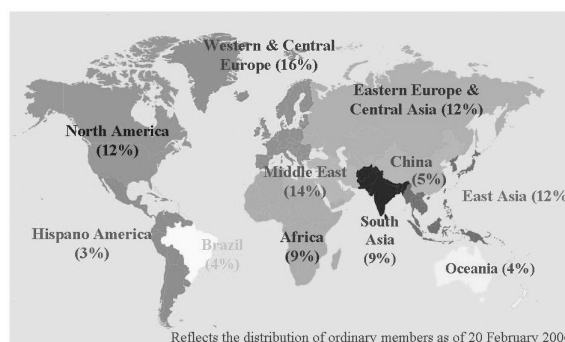 Western & Central
Europe (16%)
Eastern Europe &
Central Asia (12%)
North America
(12%)
China
(5%)
Middle East
(14%)
East Asia (12%
Hispano America
(3%)
Brazil
(4%)
Africa
(9%)
South
Asia
(9%)
Oceania (4%)
Reflects the distribution of ordinary members as of 20 February 200